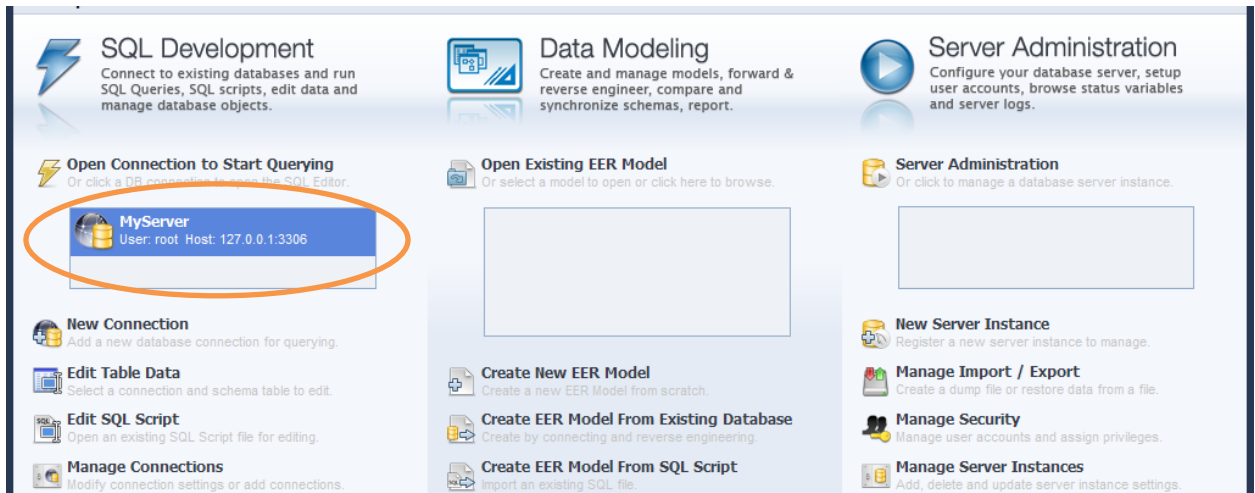 SQL Development
Connect to existing databases and run
SQL Queries, SQL scripts, edit data and
manage database objects.
Open Connection to Start Querying
Or click a DB connection to open the SQL Editor.
MyServer
User: root Host: 127.0.0.1:3306
New Connection
Add a new database connection for querying.
Edit Table Data
Select a connection and schema table to edit.
Edit SQL Script
Open an existing SQL Script file for editing.
Manage Connections
Modify connection settings or add connections.
Data Modeling
Create and manage models, forward &
reverse engineer, compare and
synchronize schemas, report.
Open Existing EER Model
Or select a model to open or click here to browse.
Create New EER Model
Create a new EER Model from scratch.
Create EER Model From Existing Database
Create by connecting and reverse engineering.
Create EER Model From SQL Script
Import an existing SQL file.
Server Administration
Configure your database server, setup
user accounts, browse status variables
and server logs.
Server Administration
Or click to manage a database server instance.
New Server Instance
Register a new server instance to manage.
Manage Import / Export
Create a dump file or restore data from a file.
Manage Security
Manage user accounts and assign privileges.
Manage Server Instances
Add, delete and update server instance settings.